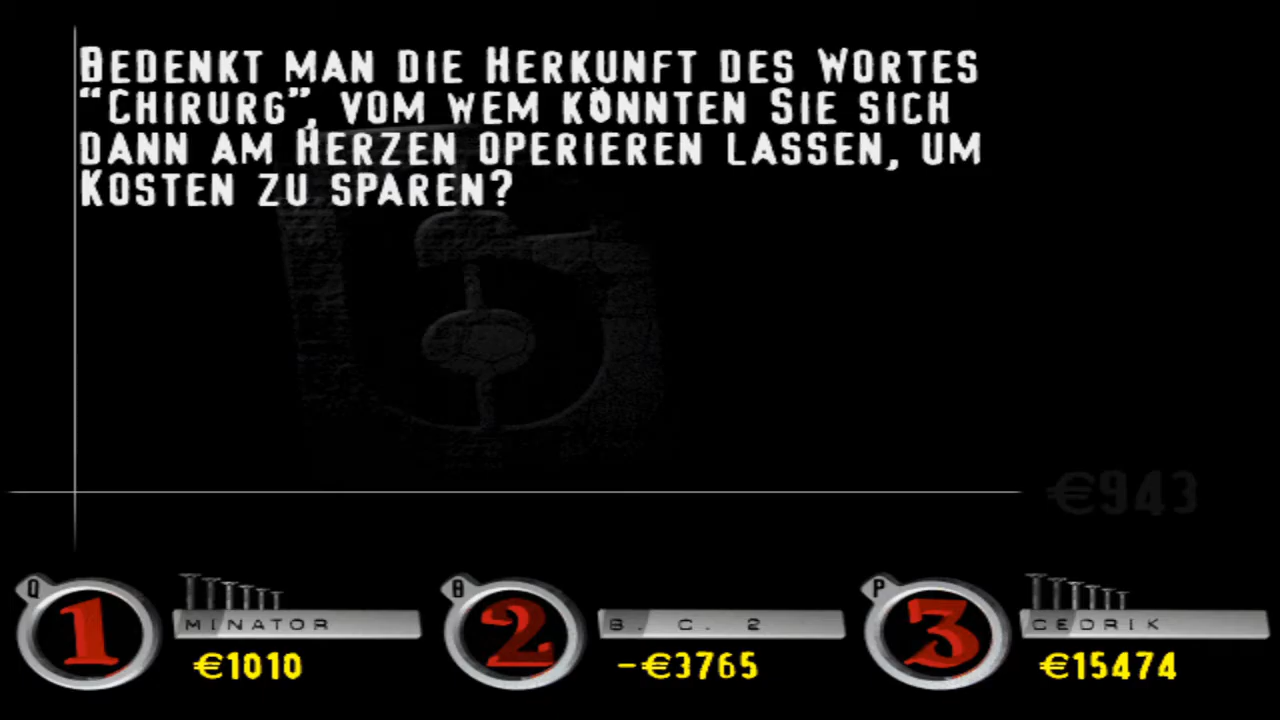 Bedenkt man die Herkunft des Wortes
“Chirurg”, vom wem könnten Sie sich
dann am Herzen operieren lassen, um
Kosten zu sparen?
€943
Q
1
MINATOR
€1010
B
2
B. C. 2
-€3765
P
3
CEDRIK
€15474